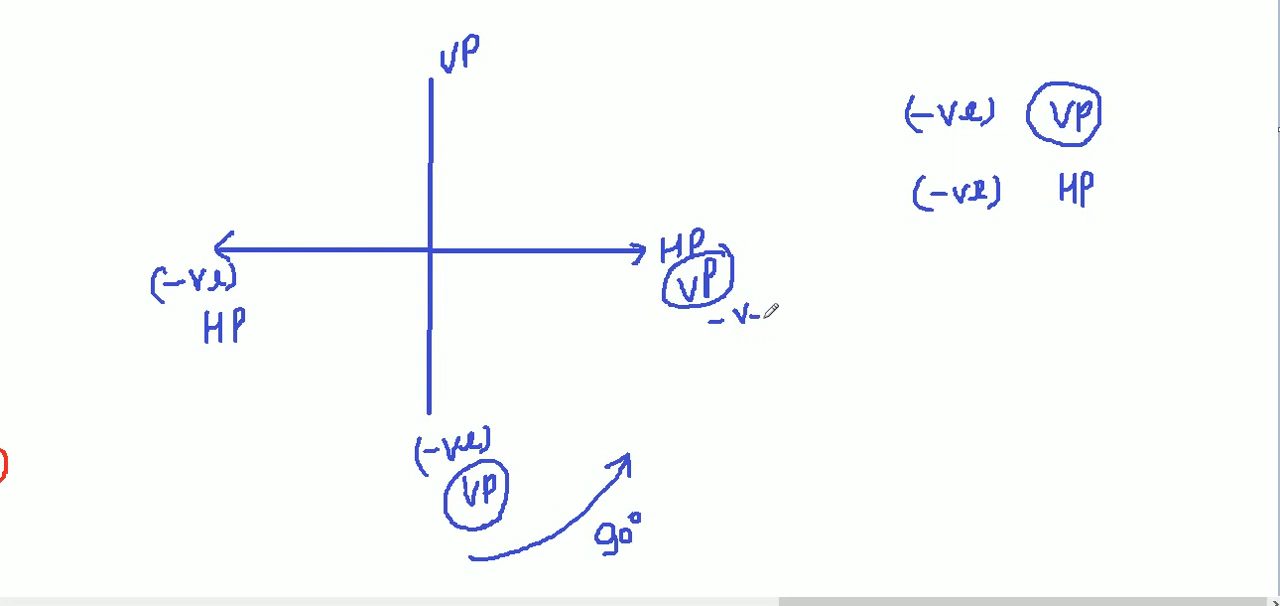 VP
(-ve) VP
(-ve) HP
HP
VP
-v-
(-ve)
HP
(-ve)
VP
90°